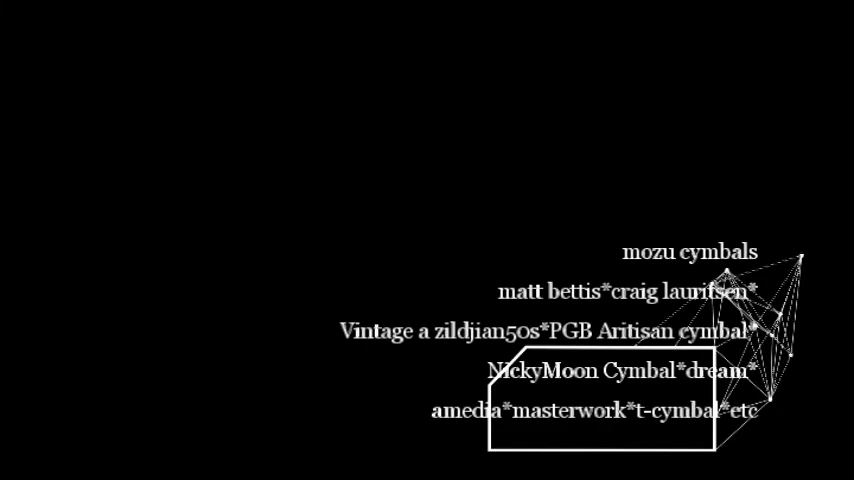 mozu cymbals
matt bettis*craig lauritsen*
Vintage a zildjian50s*PGB Aritisan cymbal*
NickyMoon Cymbal*dream*
amedia*masterwork*t-cymbal*etc